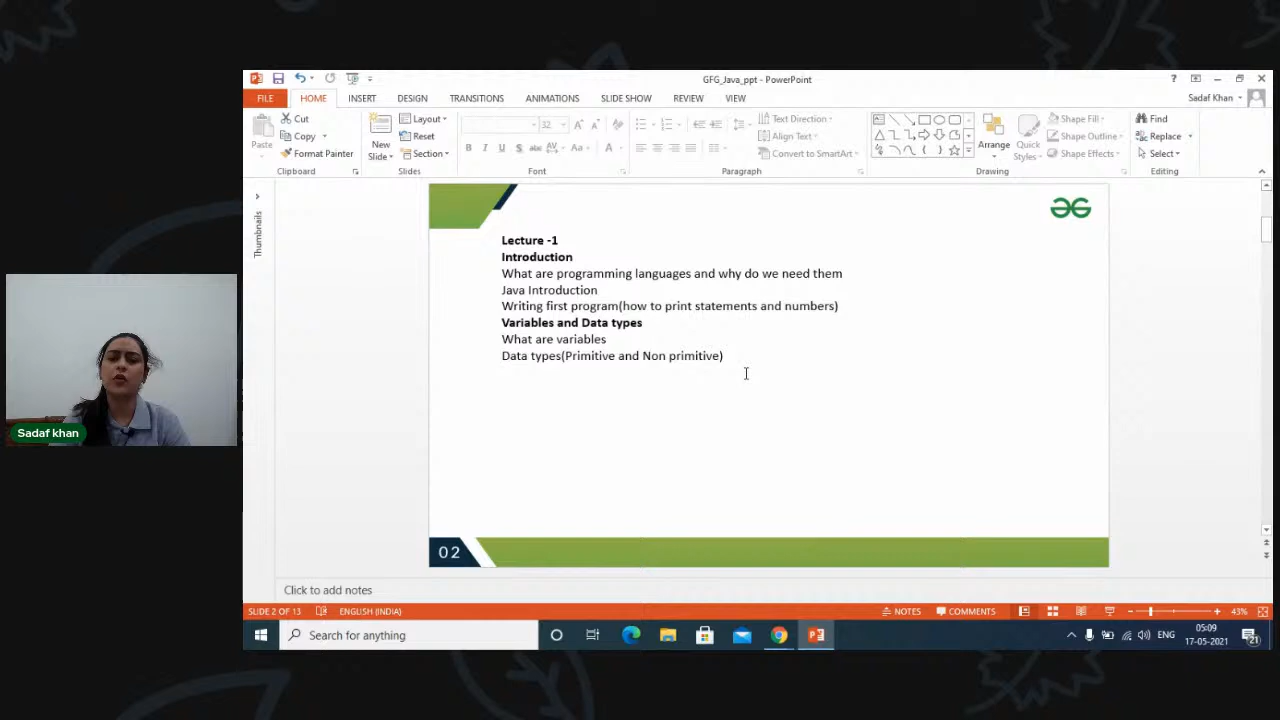 GFG_Java_ppt - PowerPoint
?
Sadaf Khan
FILE HOME INSERT DESIGN TRANSITIONS ANIMATIONS SLIDE SHOW REVIEW VIEW
Paste
Cut
Copy
Format Painter
Clipboard
New
Slide
Layout
Reset
Section
Slides
32
B I U S abc AV Aa A
Font
Text Direction
Align Text
Convert to SmartArt
Paragraph
Arrange
Quick
Styles
Shape Fill
Shape Outline
Shape Effects
Drawing
Find
Replace
Select
Editing
Thumbnails
Lecture -1
Introduction
What are programming languages and why do we need them
Java Introduction
Writing first program(how to print statements and numbers)
Variables and Data types
What are variables
Data types(Primitive and Non primitive)
02
Sadaf khan
Click to add notes
SLIDE 2 OF 13 ENGLISH (INDIA) NOTES COMMENTS 43%
Search for anything
ENG
05:09
17-05-2021
21